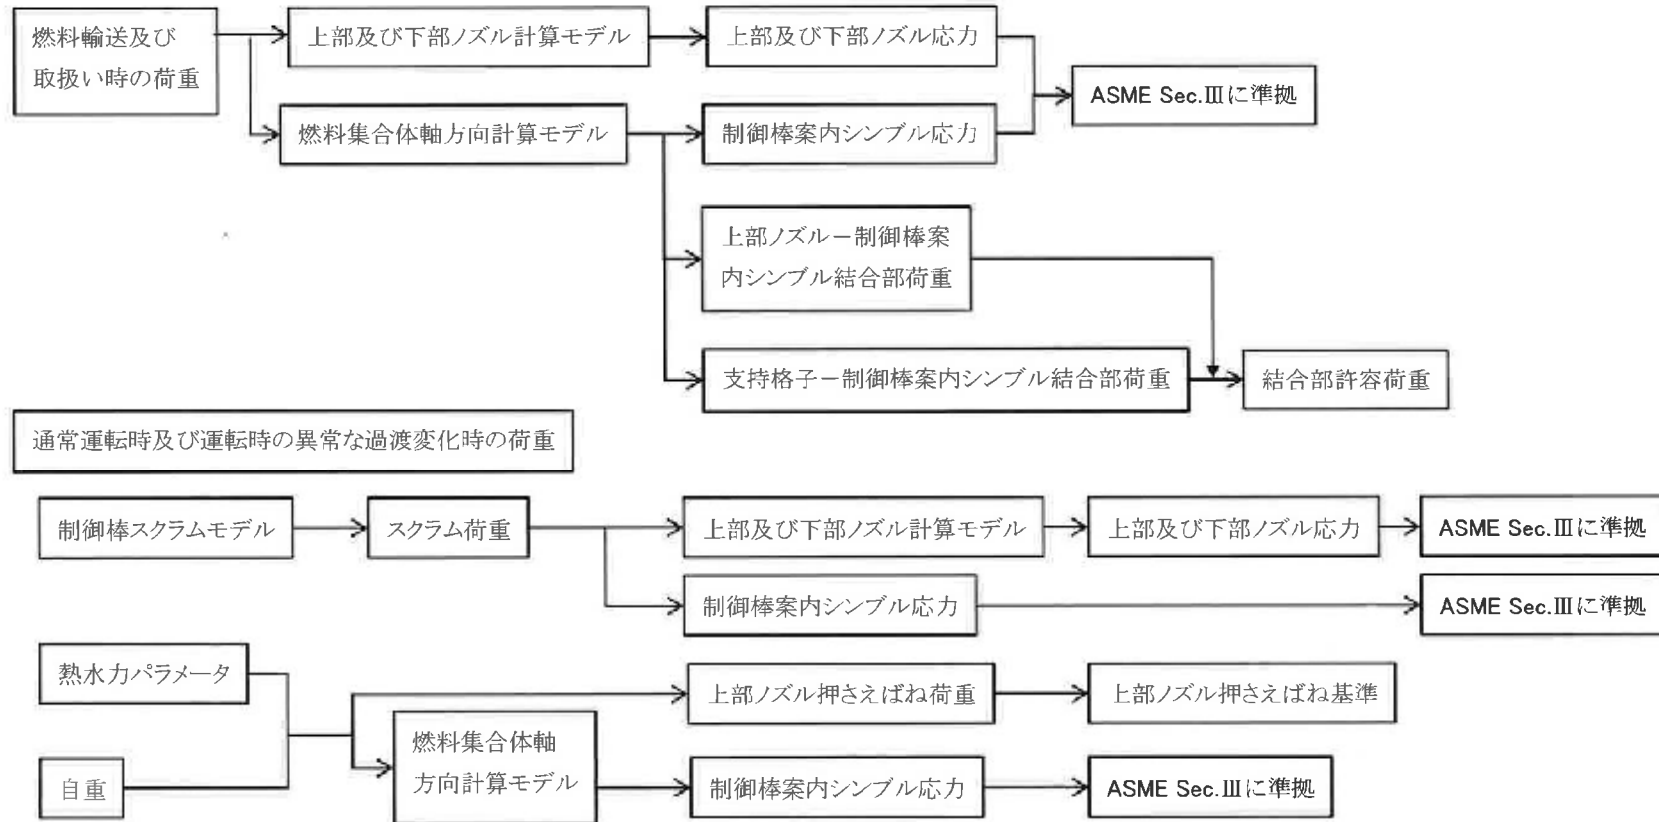 燃料輸送及び
取扱い時の荷重
上部及び下部ノズル計算モデル
上部及び下部ノズル応力
ASME Sec.Ⅲに準拠
燃料集合体軸方向計算モデル
制御棒案内シンブル応力
上部ノズル－制御棒案
内シンブル結合部荷重
支持格子－制御棒案内シンブル結合部荷重
結合部許容荷重
通常運転時及び運転時の異常な過渡変化時の荷重
制御棒スクラムモデル
スクラム荷重
上部及び下部ノズル計算モデル
上部及び下部ノズル応力
ASME Sec.Ⅲに準拠
制御棒案内シンブル応力
ASME Sec.Ⅲに準拠
熱水力パラメータ
上部ノズル押さえばね荷重
上部ノズル押さえばね基準
自重
燃料集合体軸
方向計算モデル
制御棒案内シンブル応力
ASME Sec.Ⅲに準拠